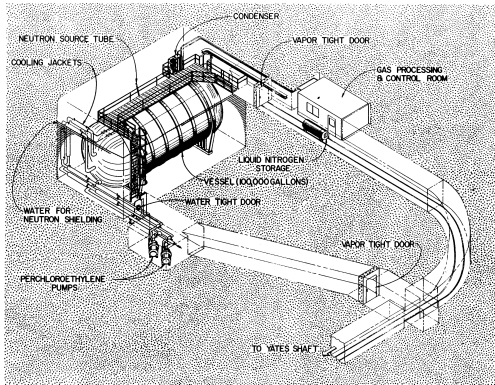 CONDENSER
NEUTRON SOURCE TUBE
COOLING JACKETS
VAPOR TIGHT DOOR
GAS PROCESSING
& CONTROL ROOM
LIQUID NITROGEN
STORAGE
VESSEL (100,000 GALLONS)
WATER TIGHT DOOR
WATER FOR
NEUTRON SHIELDING
PERCHLOROETHYLENE
PUMPS
VAPOR TIGHT DOOR
TO YATES SHAFT